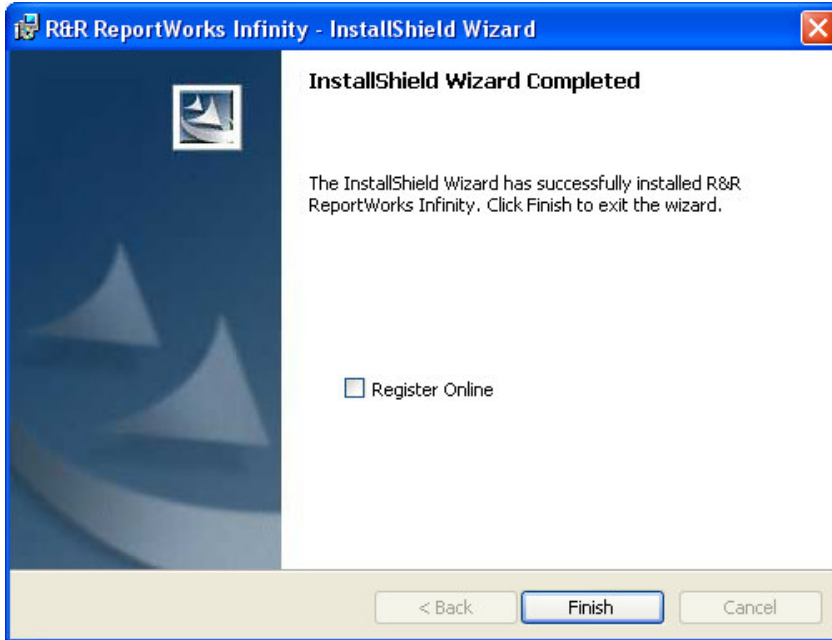 R&R ReportWorks Infinity - InstallShield Wizard
InstallShield Wizard Completed
The InstallShield Wizard has successfully installed R&R
ReportWorks Infinity. Click Finish to exit the wizard.
Register Online
< Back
Finish
Cancel